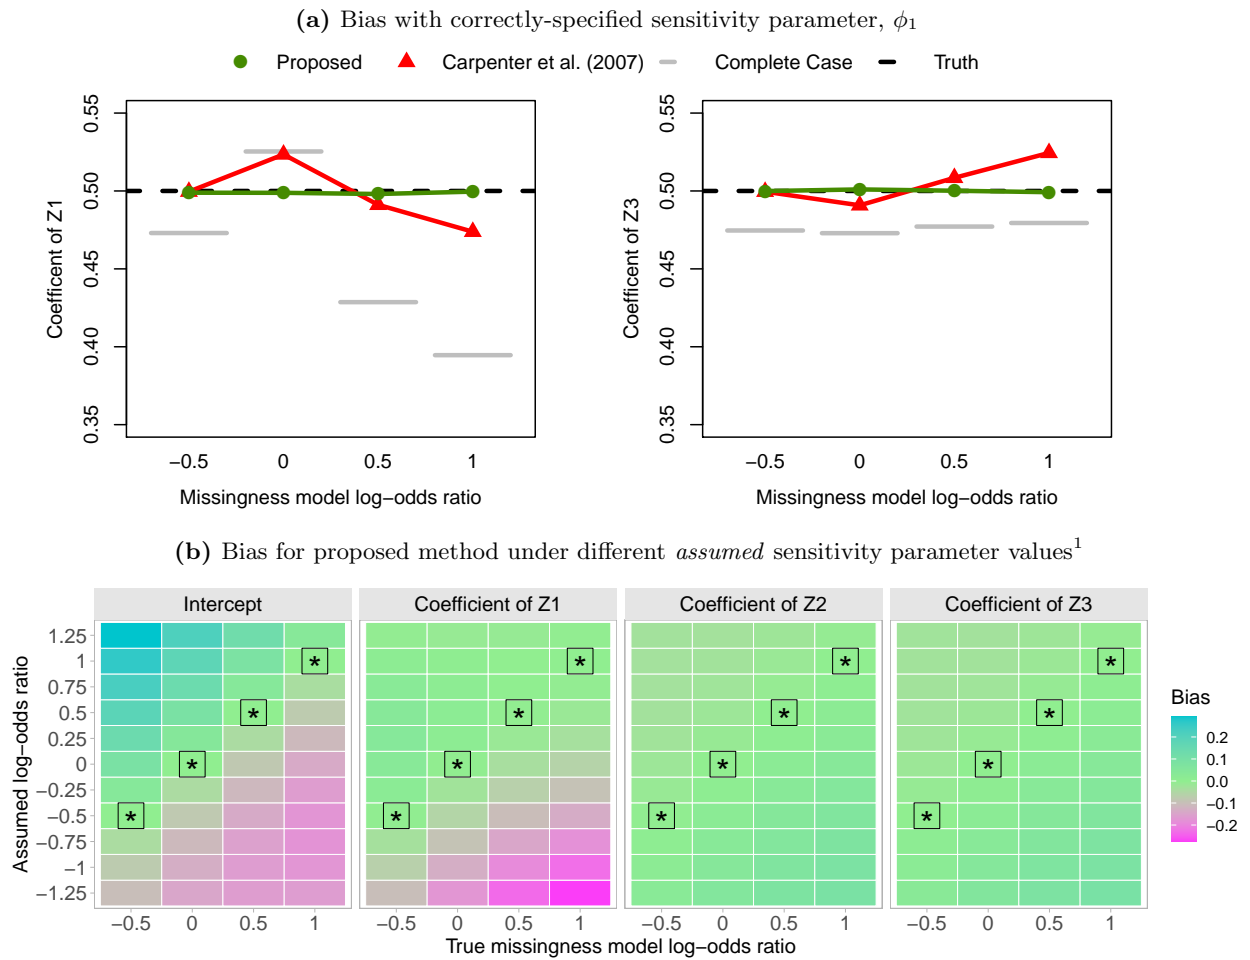 (a) Bias with correctly-specified sensitivity parameter, ϕ1
Proposed Carpenter et al. (2007) Complete Case Truth
Coefficent of Z1
0.55
0.50
0.45
0.40
0.35
−0.5 0 0.5 1
Missingness model log−odds ratio
Coefficent of Z3
0.55
0.50
0.45
0.40
0.35
−0.5 0 0.5 1
Missingness model log−odds ratio
(b) Bias for proposed method under different assumed sensitivity parameter values1
Intercept Coefficient of Z1 Coefficient of Z2 Coefficient of Z3
Assumed log−odds ratio
1.25
1
0.75
0.5
0.25
0
−0.25
−0.5
−0.75
−1
−1.25
* * * *
* * * *
* * * *
* * * *
−0.5 0 0.5 1 −0.5 0 0.5 1 −0.5 0 0.5 1 −0.5 0 0.5 1
True missingness model log−odds ratio
Bias
0.2
0.1
0.0
−0.1
−0.2